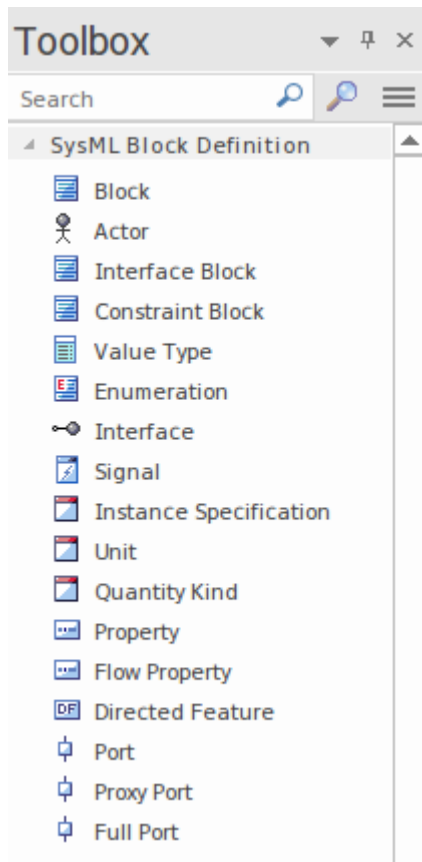 Toolbox
Search
SysML Block Definition
Block
Actor
Interface Block
Constraint Block
Value Type
E Enumeration
Interface
Signal
Instance Specification
Unit
Quantity Kind
Property
Flow Property
DF Directed Feature
Port
Proxy Port
Full Port